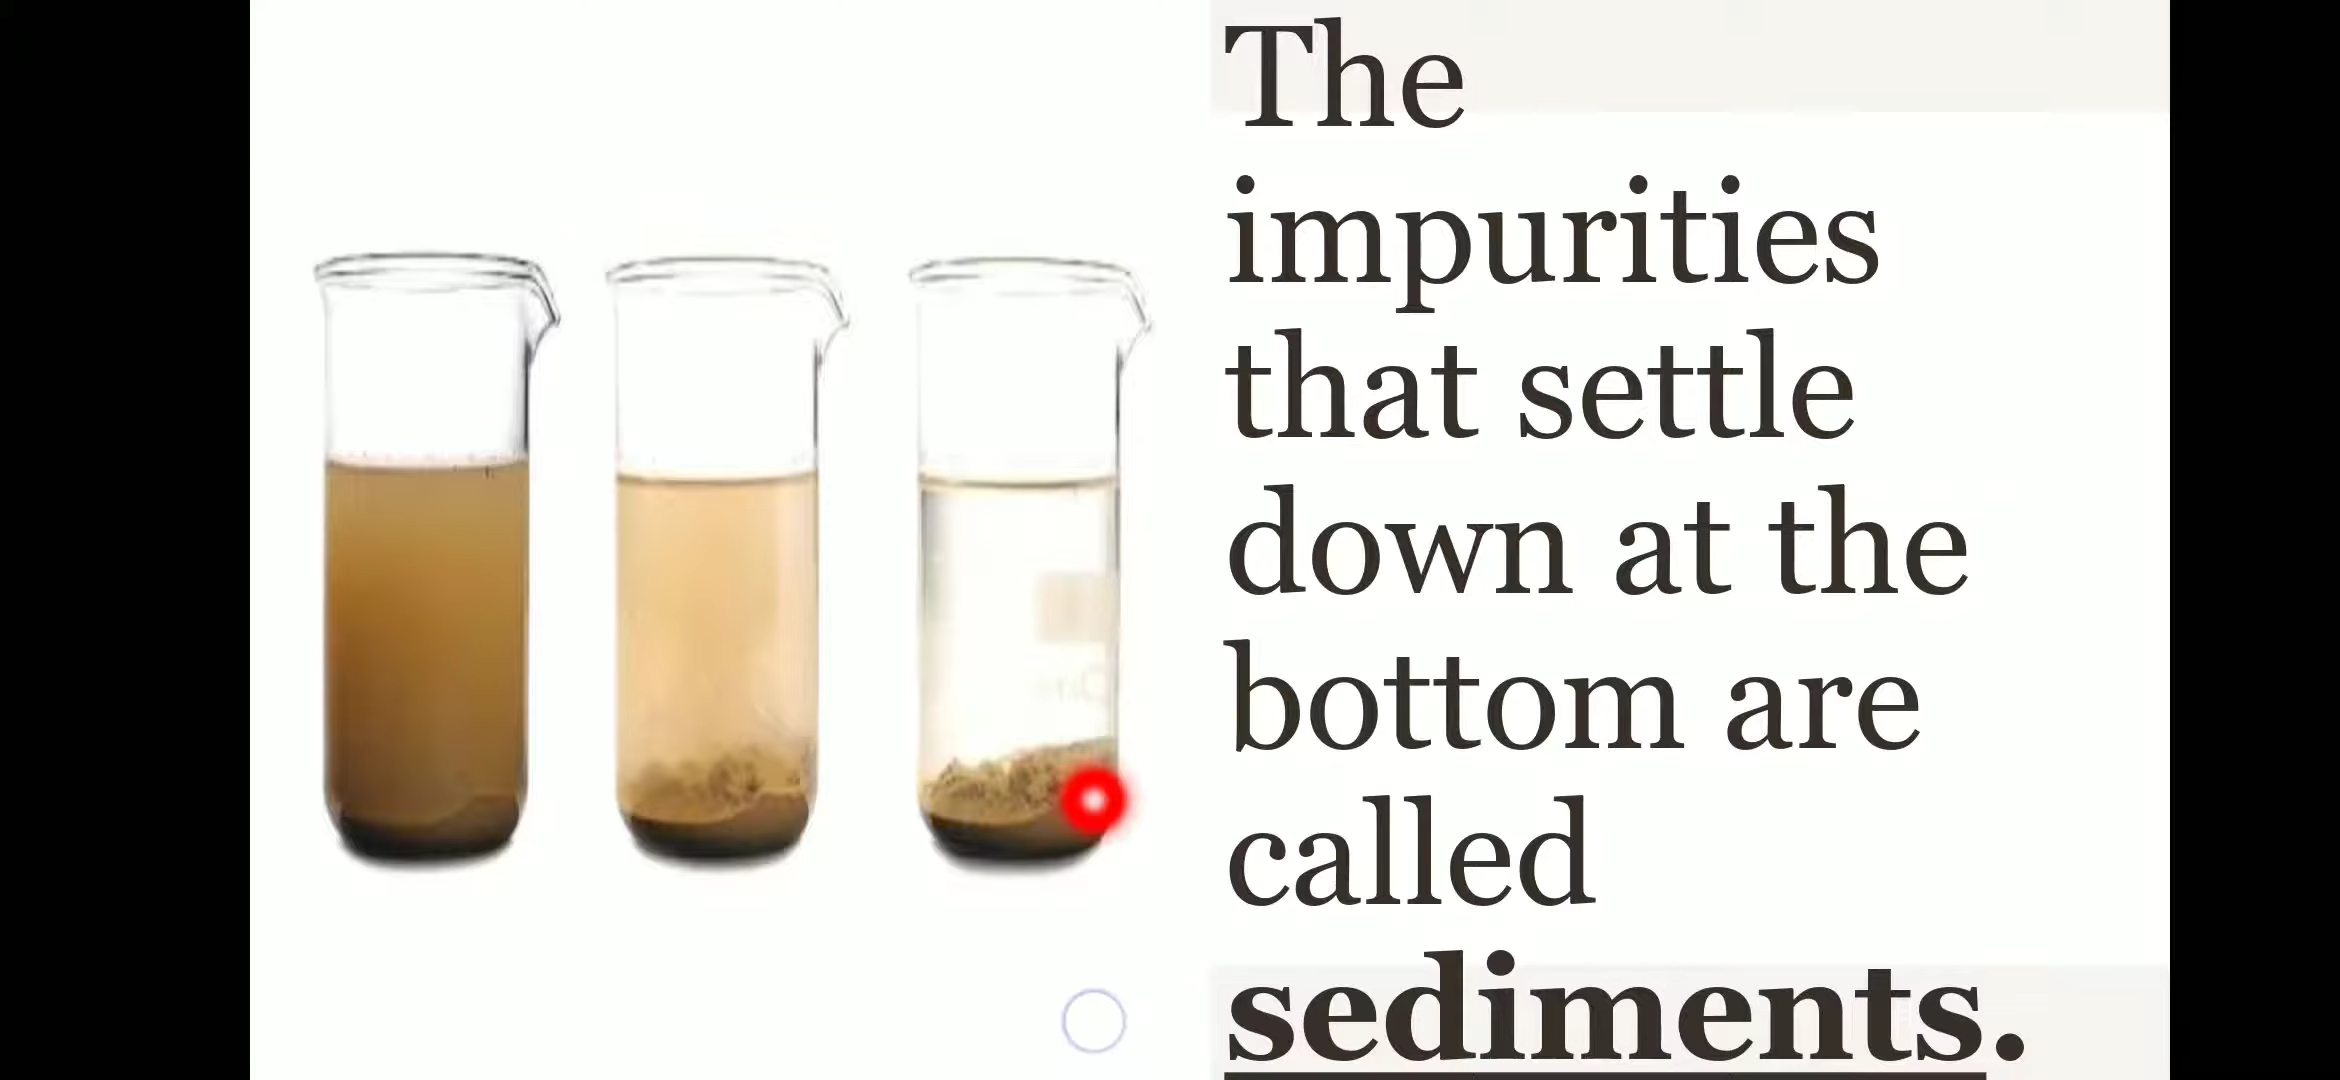 The
impurities
that settle
down at the
bottom are
called
sediments.